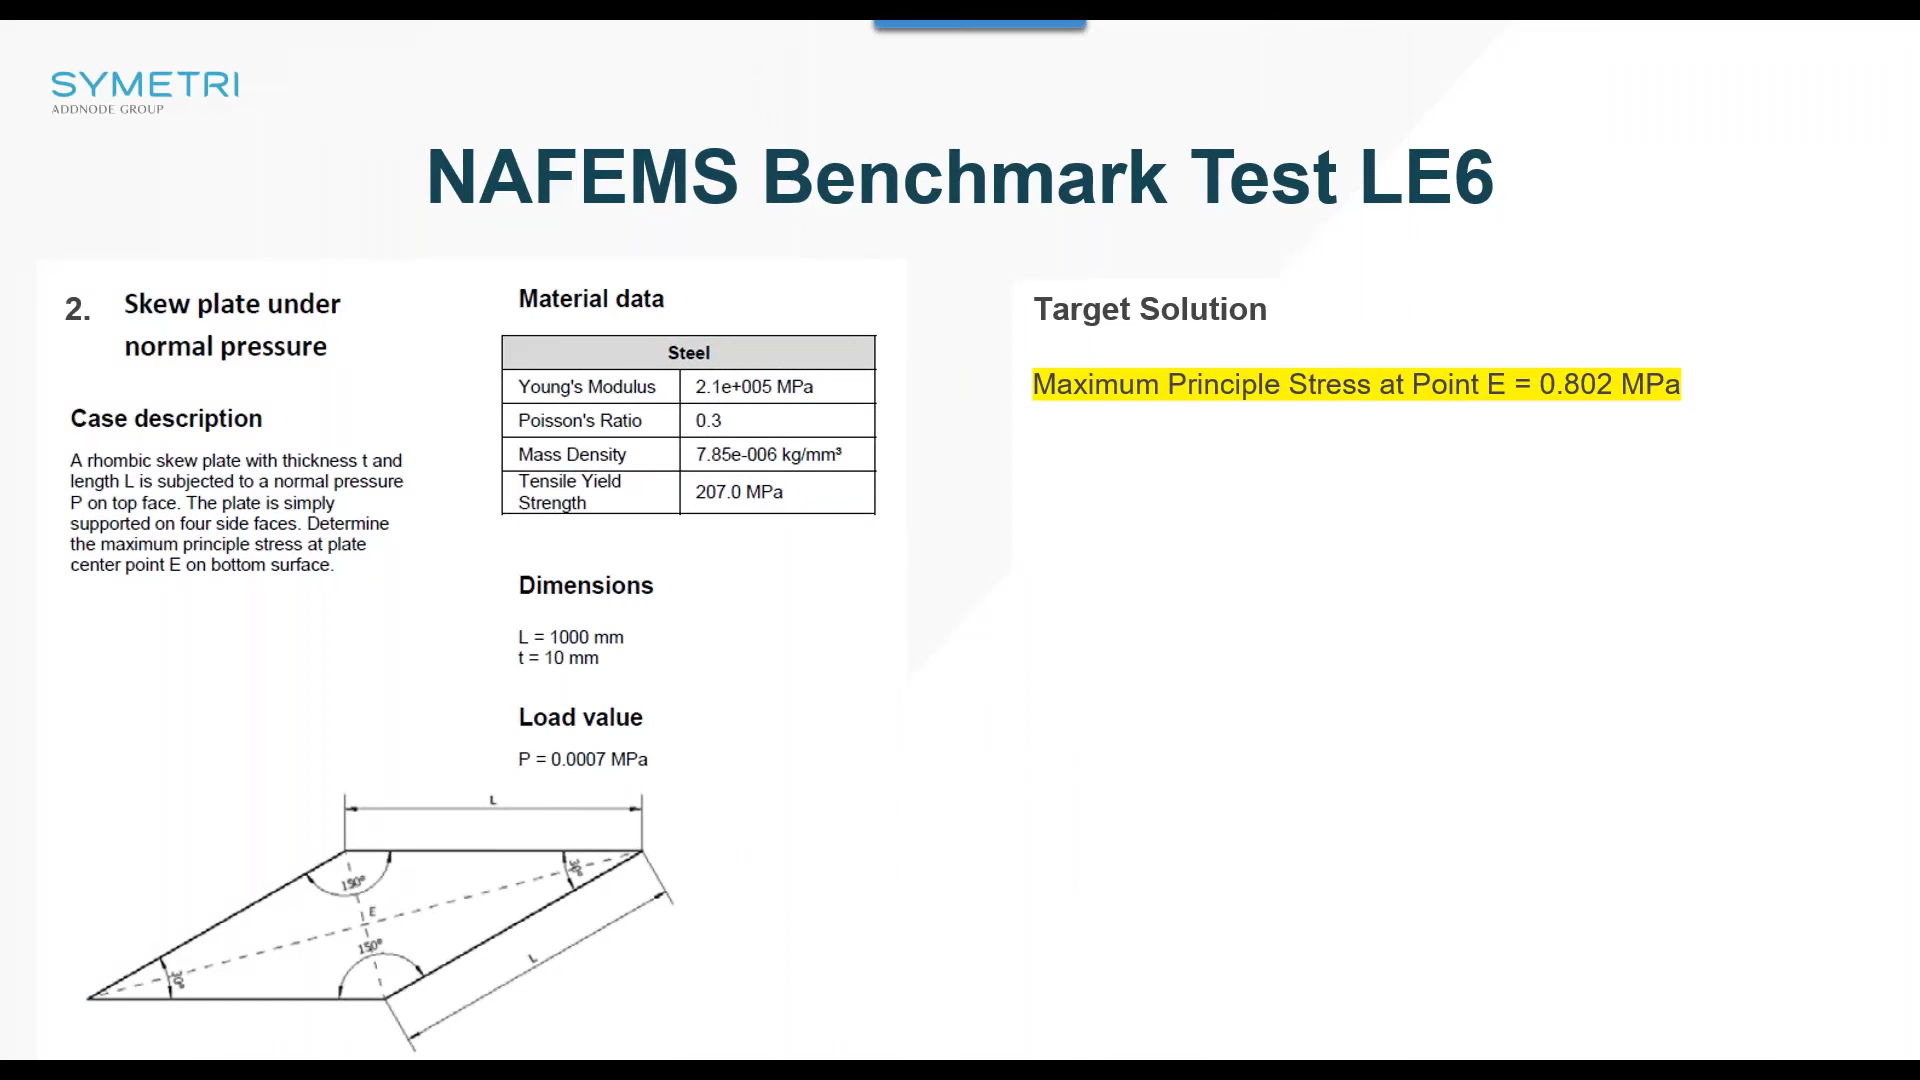 SYMETRI
ADDNODE GROUP
NAFEMS Benchmark Test LE6
2. Skew plate under
normal pressure
Case description
A rhombic skew plate with thickness t and
length L is subjected to a normal pressure
P on top face. The plate is simply
supported on four side faces. Determine
the maximum principle stress at plate
center point E on bottom surface.
Material data
Steel
Young's Modulus 2.1e+005 MPa
Poisson's Ratio 0.3
Mass Density 7.85e-006 kg/mm³
Tensile Yield
Strength 207.0 MPa
Dimensions
L = 1000 mm
t = 10 mm
Load value
P = 0.0007 MPa
L
150°
30°
E
150°
30°
L
Target Solution
Maximum Principle Stress at Point E = 0.802 MPa